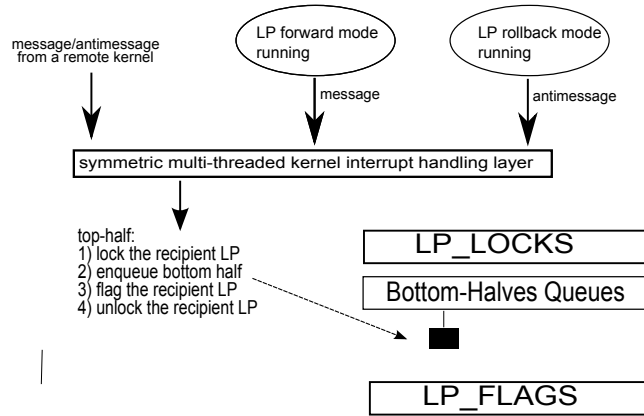 message/antimessage
from a remote kernel
LP forward mode
running
LP rollback mode
running
message
antimessage
symmetric multi-threaded kernel interrupt handling layer
top-half:
1) lock the recipient LP
2) enqueue bottom half
3) flag the recipient LP
4) unlock the recipient LP
LP_LOCKS
Bottom-Halves Queues
LP_FLAGS